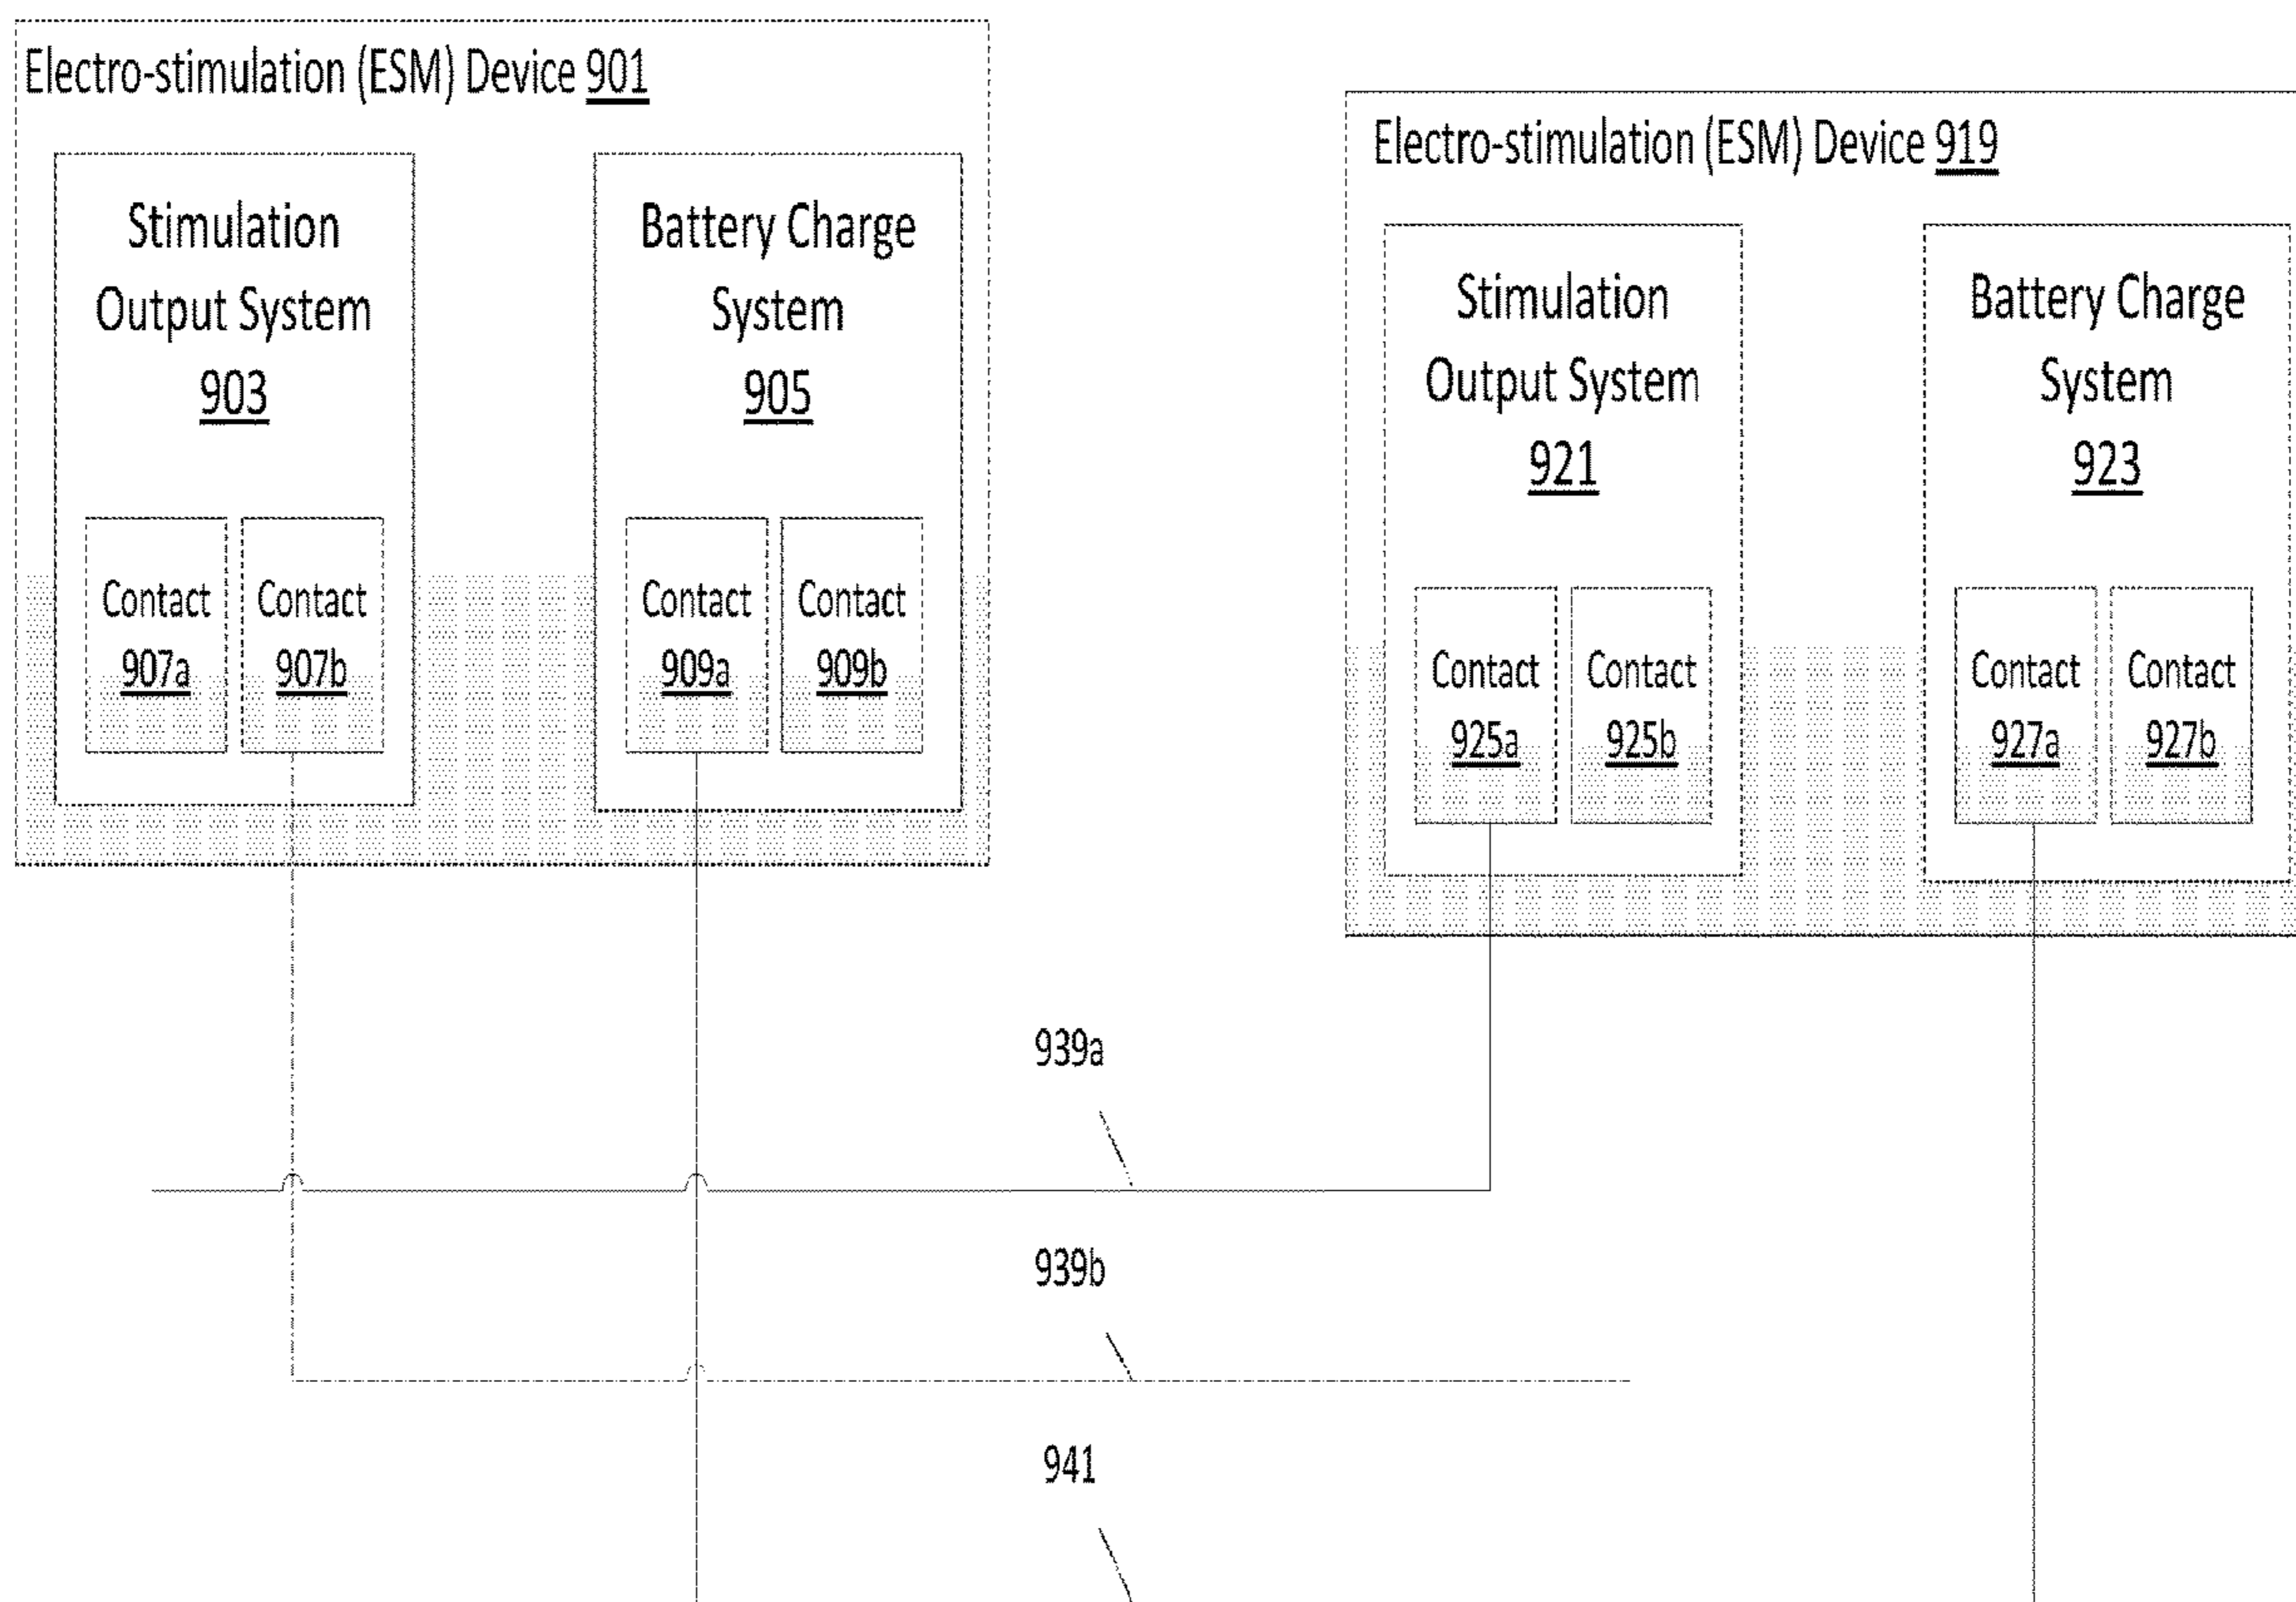 Electro-stimulation (ESM) Device 901
Stimulation
Output System
903
Battery Charge
System
905
Contact
907a
Contact
907b
Contact
909a
Contact
909b
Electro-stimulation (ESM) Device 919
Stimulation
Output System
921
Battery Charge
System
923
Contact
925a
Contact
925b
Contact
927a
Contact
927b
939a
939b
941